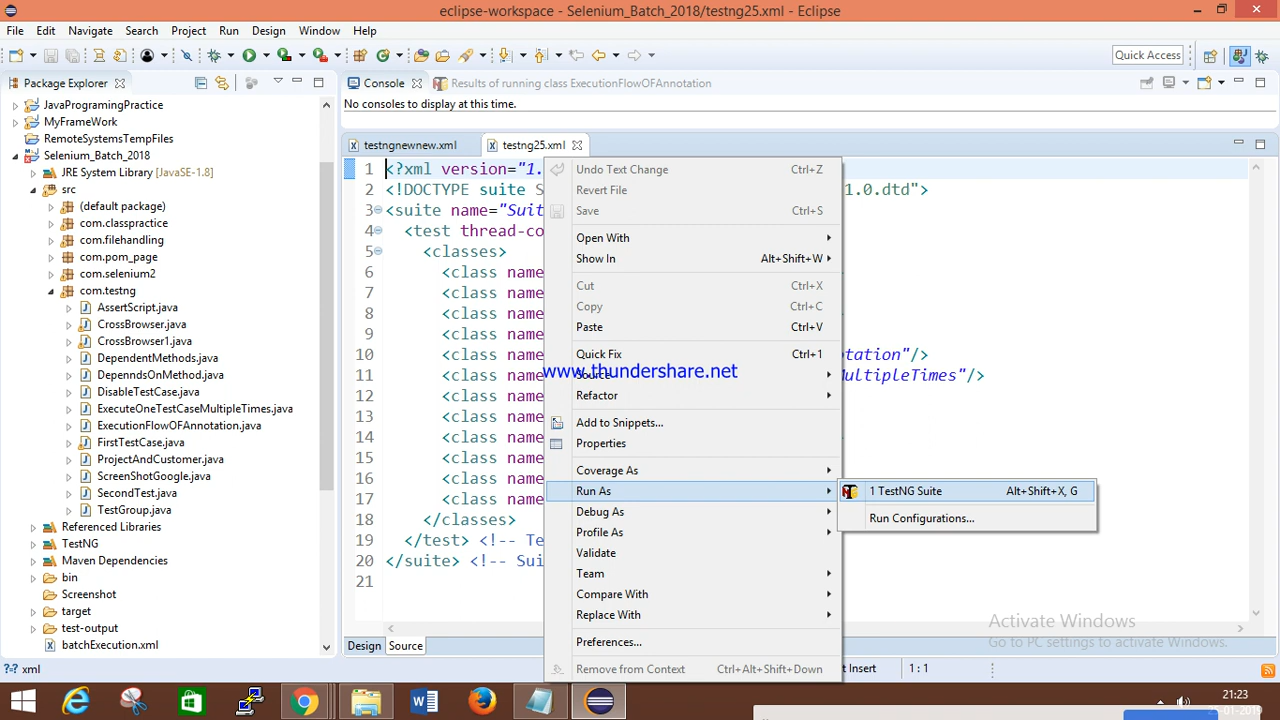 eclipse-workspace - Selenium_Batch_2018/testng25.xml - Eclipse
File Edit Navigate Search Project Run Design Window Help
Quick Access
Package Explorer
JavaProgramingPractice
MyFrameWork
RemoteSystemsTempFiles
Selenium_Batch_2018
JRE System Library [JavaSE-1.8]
src
(default package)
com.classpractice
com.filehandling
com.pom_page
com.selenium2
com.testng
AssertScript.java
CrossBrowser.java
CrossBrowser1.java
DependentMethods.java
DepenndsOnMethod.java
DisableTestCase.java
ExecuteOneTestCaseMultipleTimes.java
ExecutionFlowOFAnnotation.java
FirstTestCase.java
ProjectAndCustomer.java
ScreenShotGoogle.java
SecondTest.java
TestGroup.java
Referenced Libraries
TestNG
Maven Dependencies
bin
Screenshot
target
test-output
batchExecution.xml
Console Results of running class ExecutionFlowOFAnnotation
No consoles to display at this time.
testngnewnew.xml testng25.xml
1 <?xml version="1.
2 <!DOCTYPE suite S 1.0.dtd">
3 <suite name="Suit
4 <test thread-co
5 <classes>
6 <class name
7 <class name
8 <class name
9 <class name
10 <class name otation"/>
11 <class name MultipleTimes"/>
12 <class name
13 <class name
14 <class name
15 <class name
16 <class name
17 <class name
18 </classes>
19 </test> <!-- Te
20 </suite> <!-- Sui
21
Undo Text Change Ctrl+Z
Revert File
Save Ctrl+S
Open With
Show In Alt+Shift+W
Cut Ctrl+X
Copy Ctrl+C
Paste Ctrl+V
Quick Fix Ctrl+1
www.thundershare.net
Source
Refactor
Add to Snippets...
Properties
Coverage As
Run As
Debug As
Profile As
Validate
Team
Compare With
Replace With
Preferences...
Remove from Context Ctrl+Alt+Shift+Down
1 TestNG Suite Alt+Shift+X, G
Run Configurations...
Activate Windows
Go to PC settings to activate Windows.
Design Source
xml
Insert 1 : 1
21:23
23-01-2019